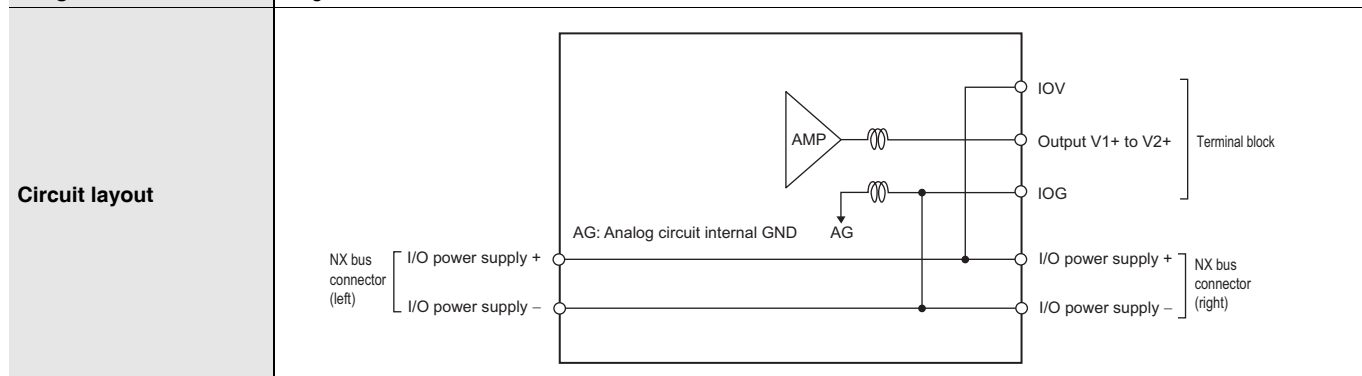 Circuit layout
IOV
AMP
Output V1+ to V2+
Terminal block
IOG
AG: Analog circuit internal GND
AG
NX bus
connector
(left)
I/O power supply +
I/O power supply −
I/O power supply +
I/O power supply −
NX bus
connector
(right)